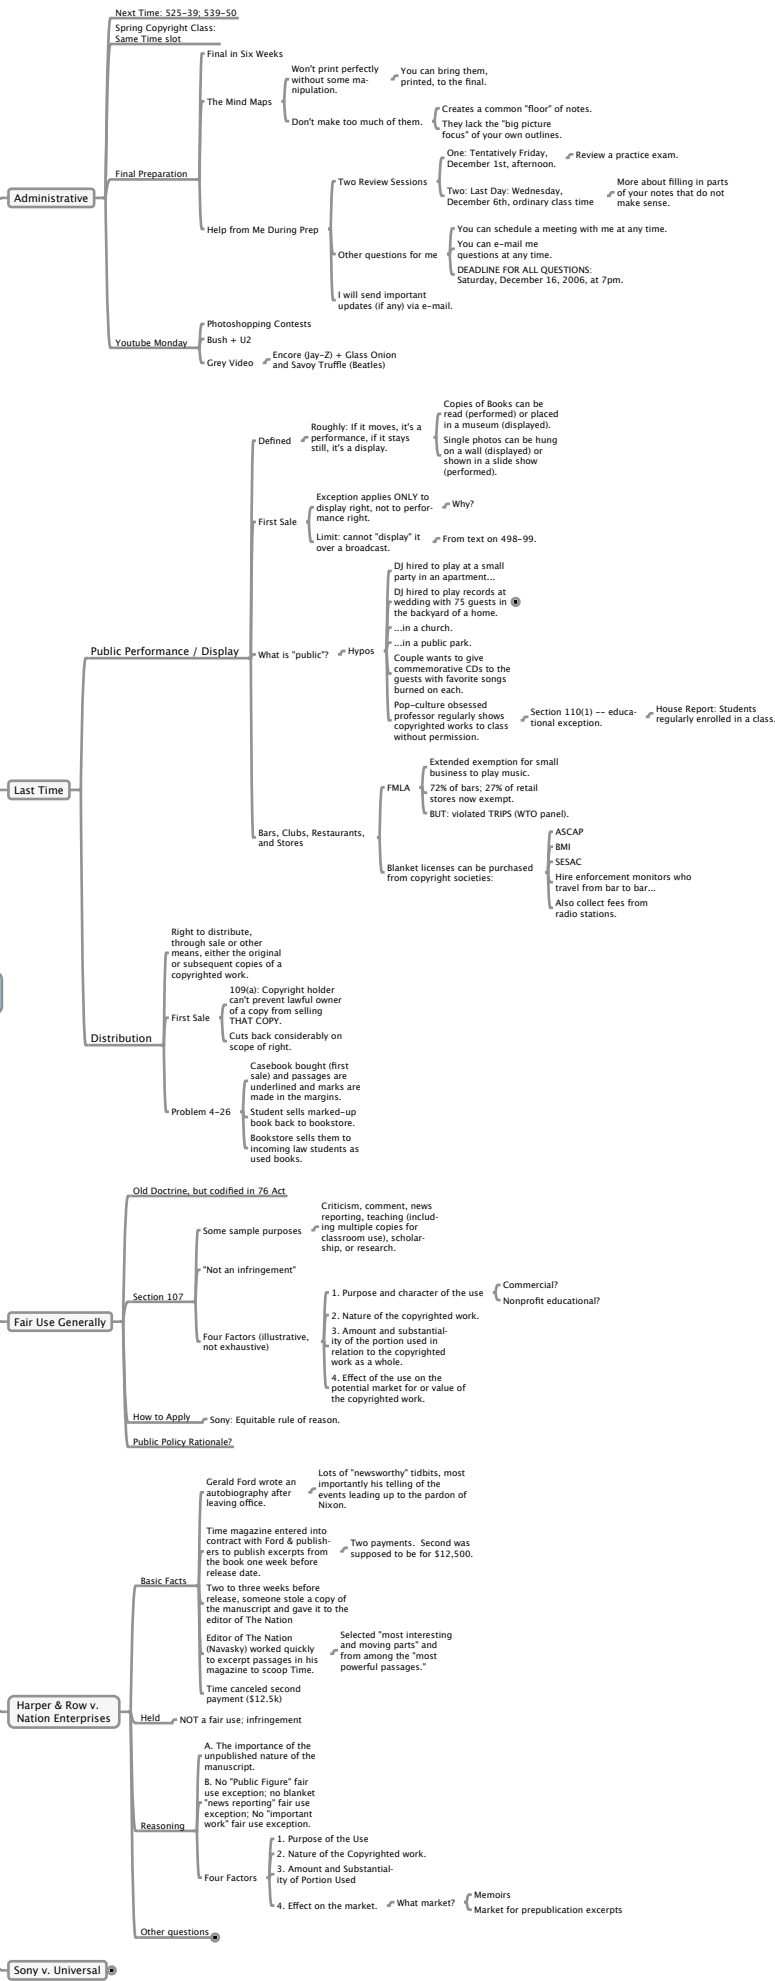 Administrative
Next Time: 525-39; 539-50
Spring Copyright Class:
Same Time slot
Final Preparation
Final in Six Weeks
The Mind Maps
Won't print perfectly
without some ma-
nipulation.
You can bring them,
printed, to the final.
Don't make too much of them.
Creates a common "floor" of notes.
They lack the "big picture
focus" of your own outlines.
Help from Me During Prep
Two Review Sessions
One: Tentatively Friday,
December 1st, afternoon.
Review a practice exam.
Two: Last Day: Wednesday,
December 6th, ordinary class time
More about filling in parts
of your notes that do not
make sense.
Other questions for me
You can schedule a meeting with me at any time.
You can e-mail me
questions at any time.
DEADLINE FOR ALL QUESTIONS:
Saturday, December 16, 2006, at 7pm.
I will send important
updates (if any) via e-mail.
Youtube Monday
Photoshopping Contests
Bush + U2
Grey Video
Encore (Jay-Z) + Glass Onion
and Savoy Truffle (Beatles)
Last Time
Public Performance / Display
Defined
Roughly: If it moves, it's a
performance, if it stays
still, it's a display.
Copies of Books can be
read (performed) or placed
in a museum (displayed).
Single photos can be hung
on a wall (displayed) or
shown in a slide show
(performed).
First Sale
Exception applies ONLY to
display right, not to perfor-
mance right.
Why?
Limit: cannot "display" it
over a broadcast.
From text on 498-99.
What is "public"?
Hypos
DJ hired to play at a small
party in an apartment...
DJ hired to play records at
wedding with 75 guests in
the backyard of a home.
...in a church.
...in a public park.
Couple wants to give
commemorative CDs to the
guests with favorite songs
burned on each.
Pop-culture obsessed
professor regularly shows
copyrighted works to class
without permission.
Section 110(1) -- educa-
tional exception.
House Report: Students
regularly enrolled in a class.
Bars, Clubs, Restaurants,
and Stores
FMLA
Extended exemption for small
business to play music.
72% of bars; 27% of retail
stores now exempt.
BUT: violated TRIPS (WTO panel).
Blanket licenses can be purchased
from copyright societies:
ASCAP
BMI
SESAC
Hire enforcement monitors who
travel from bar to bar...
Also collect fees from
radio stations.
Distribution
Right to distribute,
through sale or other
means, either the original
or subsequent copies of a
copyrighted work.
First Sale
109(a): Copyright holder
can't prevent lawful owner
of a copy from selling
THAT COPY.
Cuts back considerably on
scope of right.
Problem 4-26
Casebook bought (first
sale) and passages are
underlined and marks are
made in the margins.
Student sells marked-up
book back to bookstore.
Bookstore sells them to
incoming law students as
used books.
Fair Use Generally
Old Doctrine, but codified in 76 Act
Section 107
Some sample purposes
Criticism, comment, news
reporting, teaching (includ-
ing multiple copies for
classroom use), scholar-
ship, or research.
"Not an infringement"
Four Factors (illustrative,
not exhaustive)
1. Purpose and character of the use
Commercial?
Nonprofit educational?
2. Nature of the copyrighted work.
3. Amount and substantial-
ity of the portion used in
relation to the copyrighted
work as a whole.
4. Effect of the use on the
potential market for or value of
the copyrighted work.
How to Apply
Sony: Equitable rule of reason.
Public Policy Rationale?
Harper & Row v.
Nation Enterprises
Basic Facts
Gerald Ford wrote an
autobiography after
leaving office.
Lots of "newsworthy" tidbits, most
importantly his telling of the
events leading up to the pardon of
Nixon.
Time magazine entered into
contract with Ford & publish-
ers to publish excerpts from
the book one week before
release date.
Two payments. Second was
supposed to be for $12,500.
Two to three weeks before
release, someone stole a copy of
the manuscript and gave it to the
editor of The Nation
Editor of The Nation
(Navasky) worked quickly
to excerpt passages in his
magazine to scoop Time.
Selected "most interesting
and moving parts" and
from among the "most
powerful passages."
Time canceled second
payment ($12.5k)
Held
NOT a fair use; infringement
Reasoning
A. The importance of the
unpublished nature of the
manuscript.
B. No "Public Figure" fair
use exception; no blanket
"news reporting" fair use
exception; No "important
work" fair use exception.
Four Factors
1. Purpose of the Use
2. Nature of the Copyrighted work.
3. Amount and Substantial-
ity of Portion Used
4. Effect on the market.
What market?
Memoirs
Market for prepublication excerpts
Other questions
Sony v. Universal